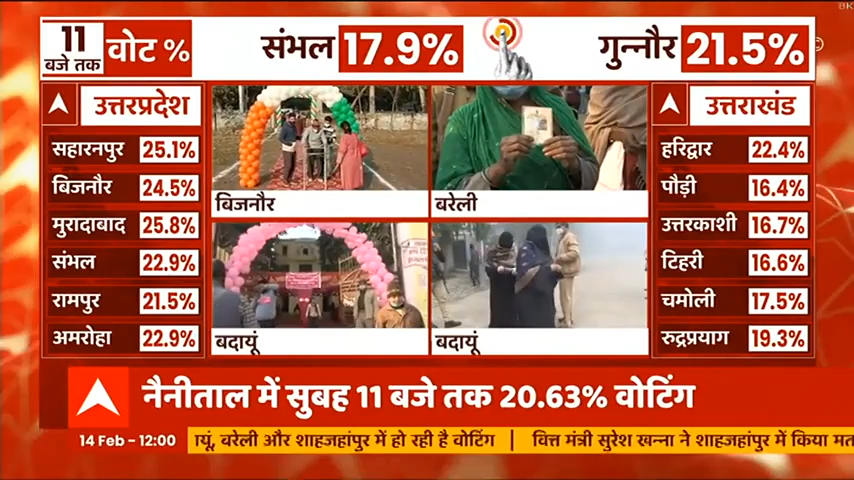 11
बजे तक
वोट %
संभल 17.9%
गुन्नौर 21.5%
उत्तरप्रदेश
सहारनपुर 25.1%
बिजनौर 24.5%
मुरादाबाद 25.8%
संभल 22.9%
रामपुर 21.5%
अमरोहा 22.9%
बिजनौर
बरेली
बदायूं
बदायूं
उत्तराखंड
हरिद्वार 22.4%
पौड़ी 16.4%
उत्तरकाशी 16.7%
टिहरी 16.6%
चमोली 17.5%
रुद्रप्रयाग 19.3%
नैनीताल में सुबह 11 बजे तक 20.63% वोटिंग
14 Feb - 12:00
ायूं, बरेली और शाहजहांपुर में हो रही है वोटिंग | वित्त मंत्री सुरेश खन्ना ने शाहजहांपुर में किया मत